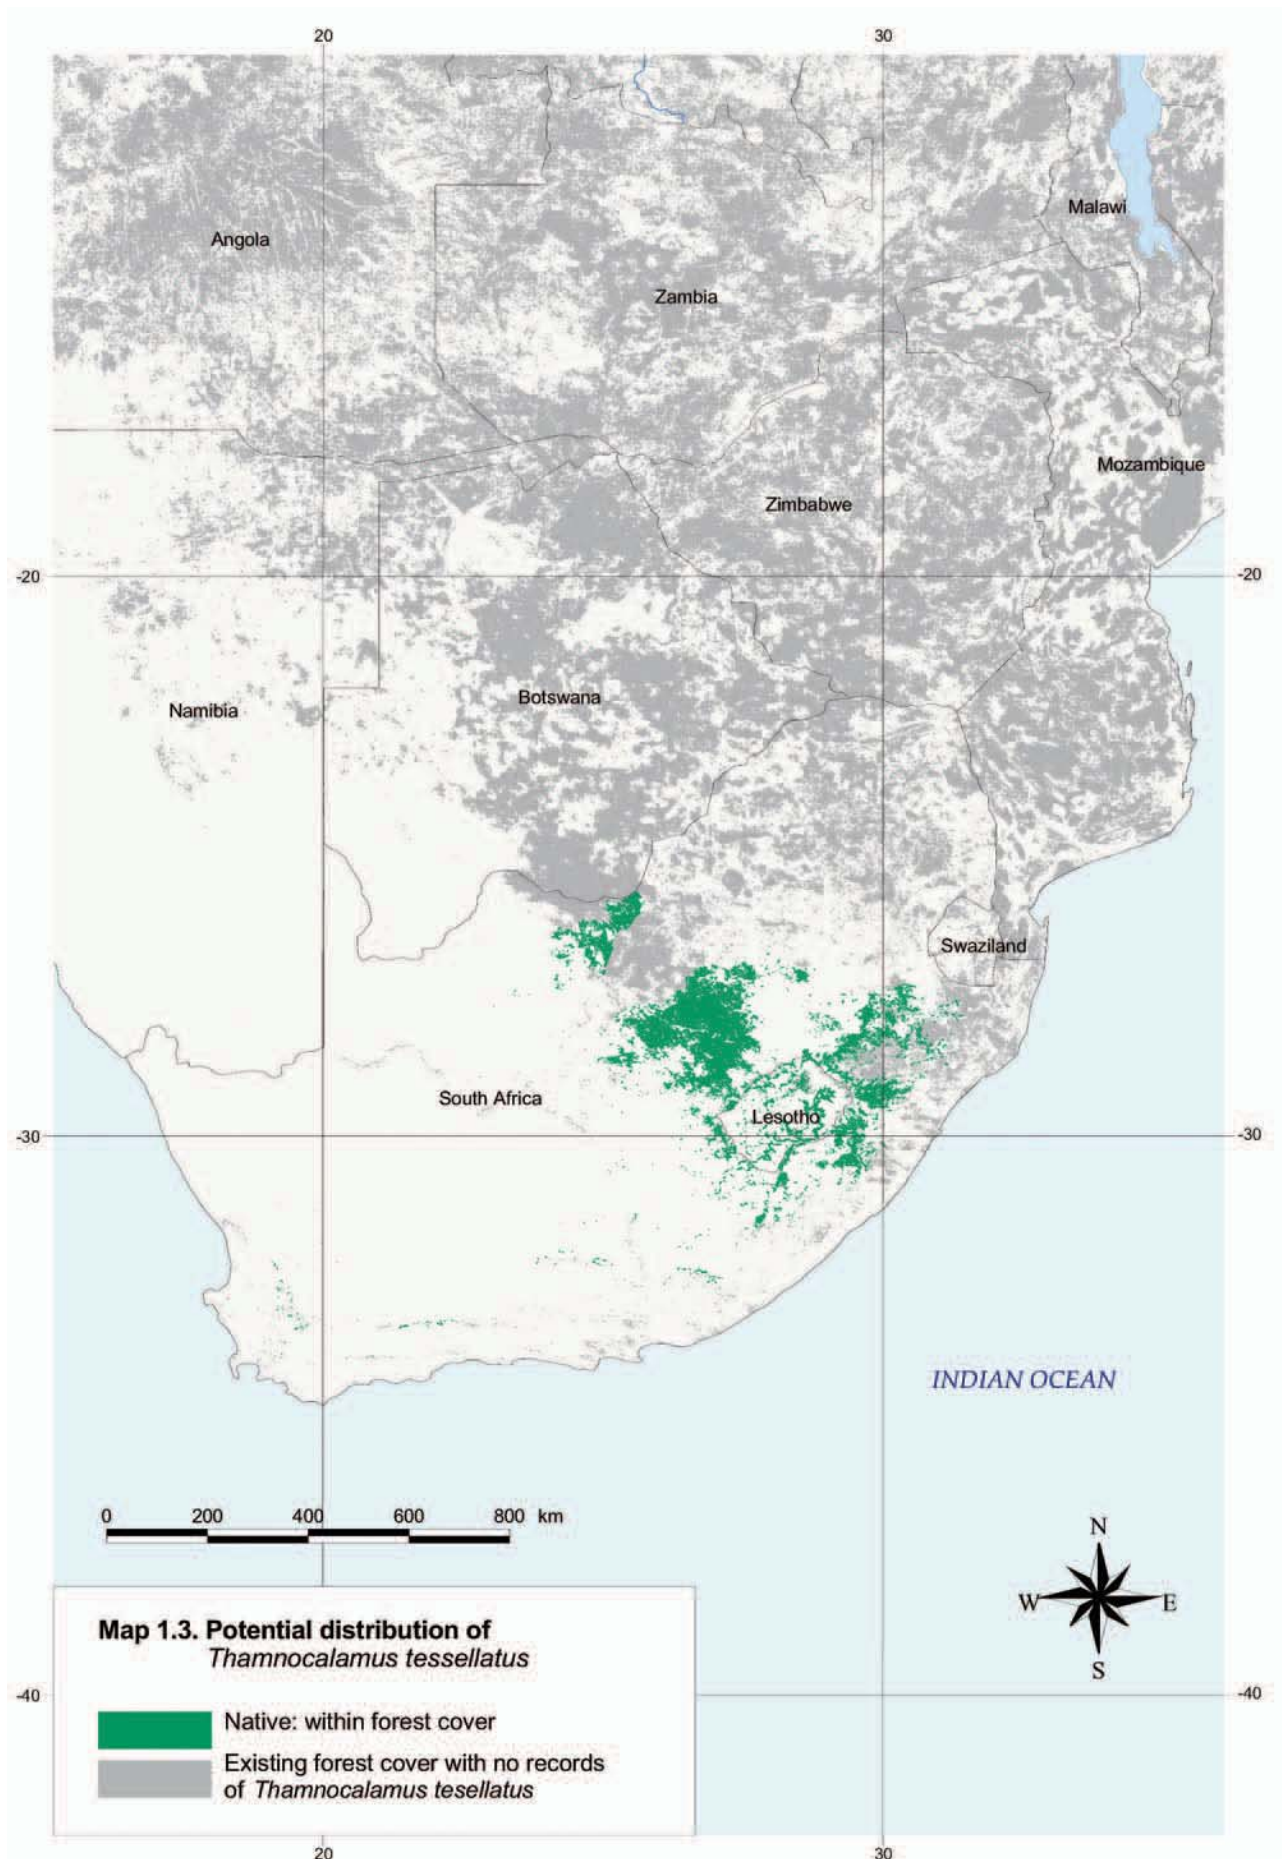 20 30
Malawi
Angola
Zambia
Mozambique
Zimbabwe
-20 -20
Botswana
Namibia
Swaziland
South Africa
Lesotho
-30 -30
INDIAN OCEAN
0 200 400 600 800 km
N
W E
S
Map 1.3. Potential distribution of
Thamnocalamus tessellatus
-40 -40
Native: within forest cover
Existing forest cover with no records
of Thamnocalamus tesellatus
20 30